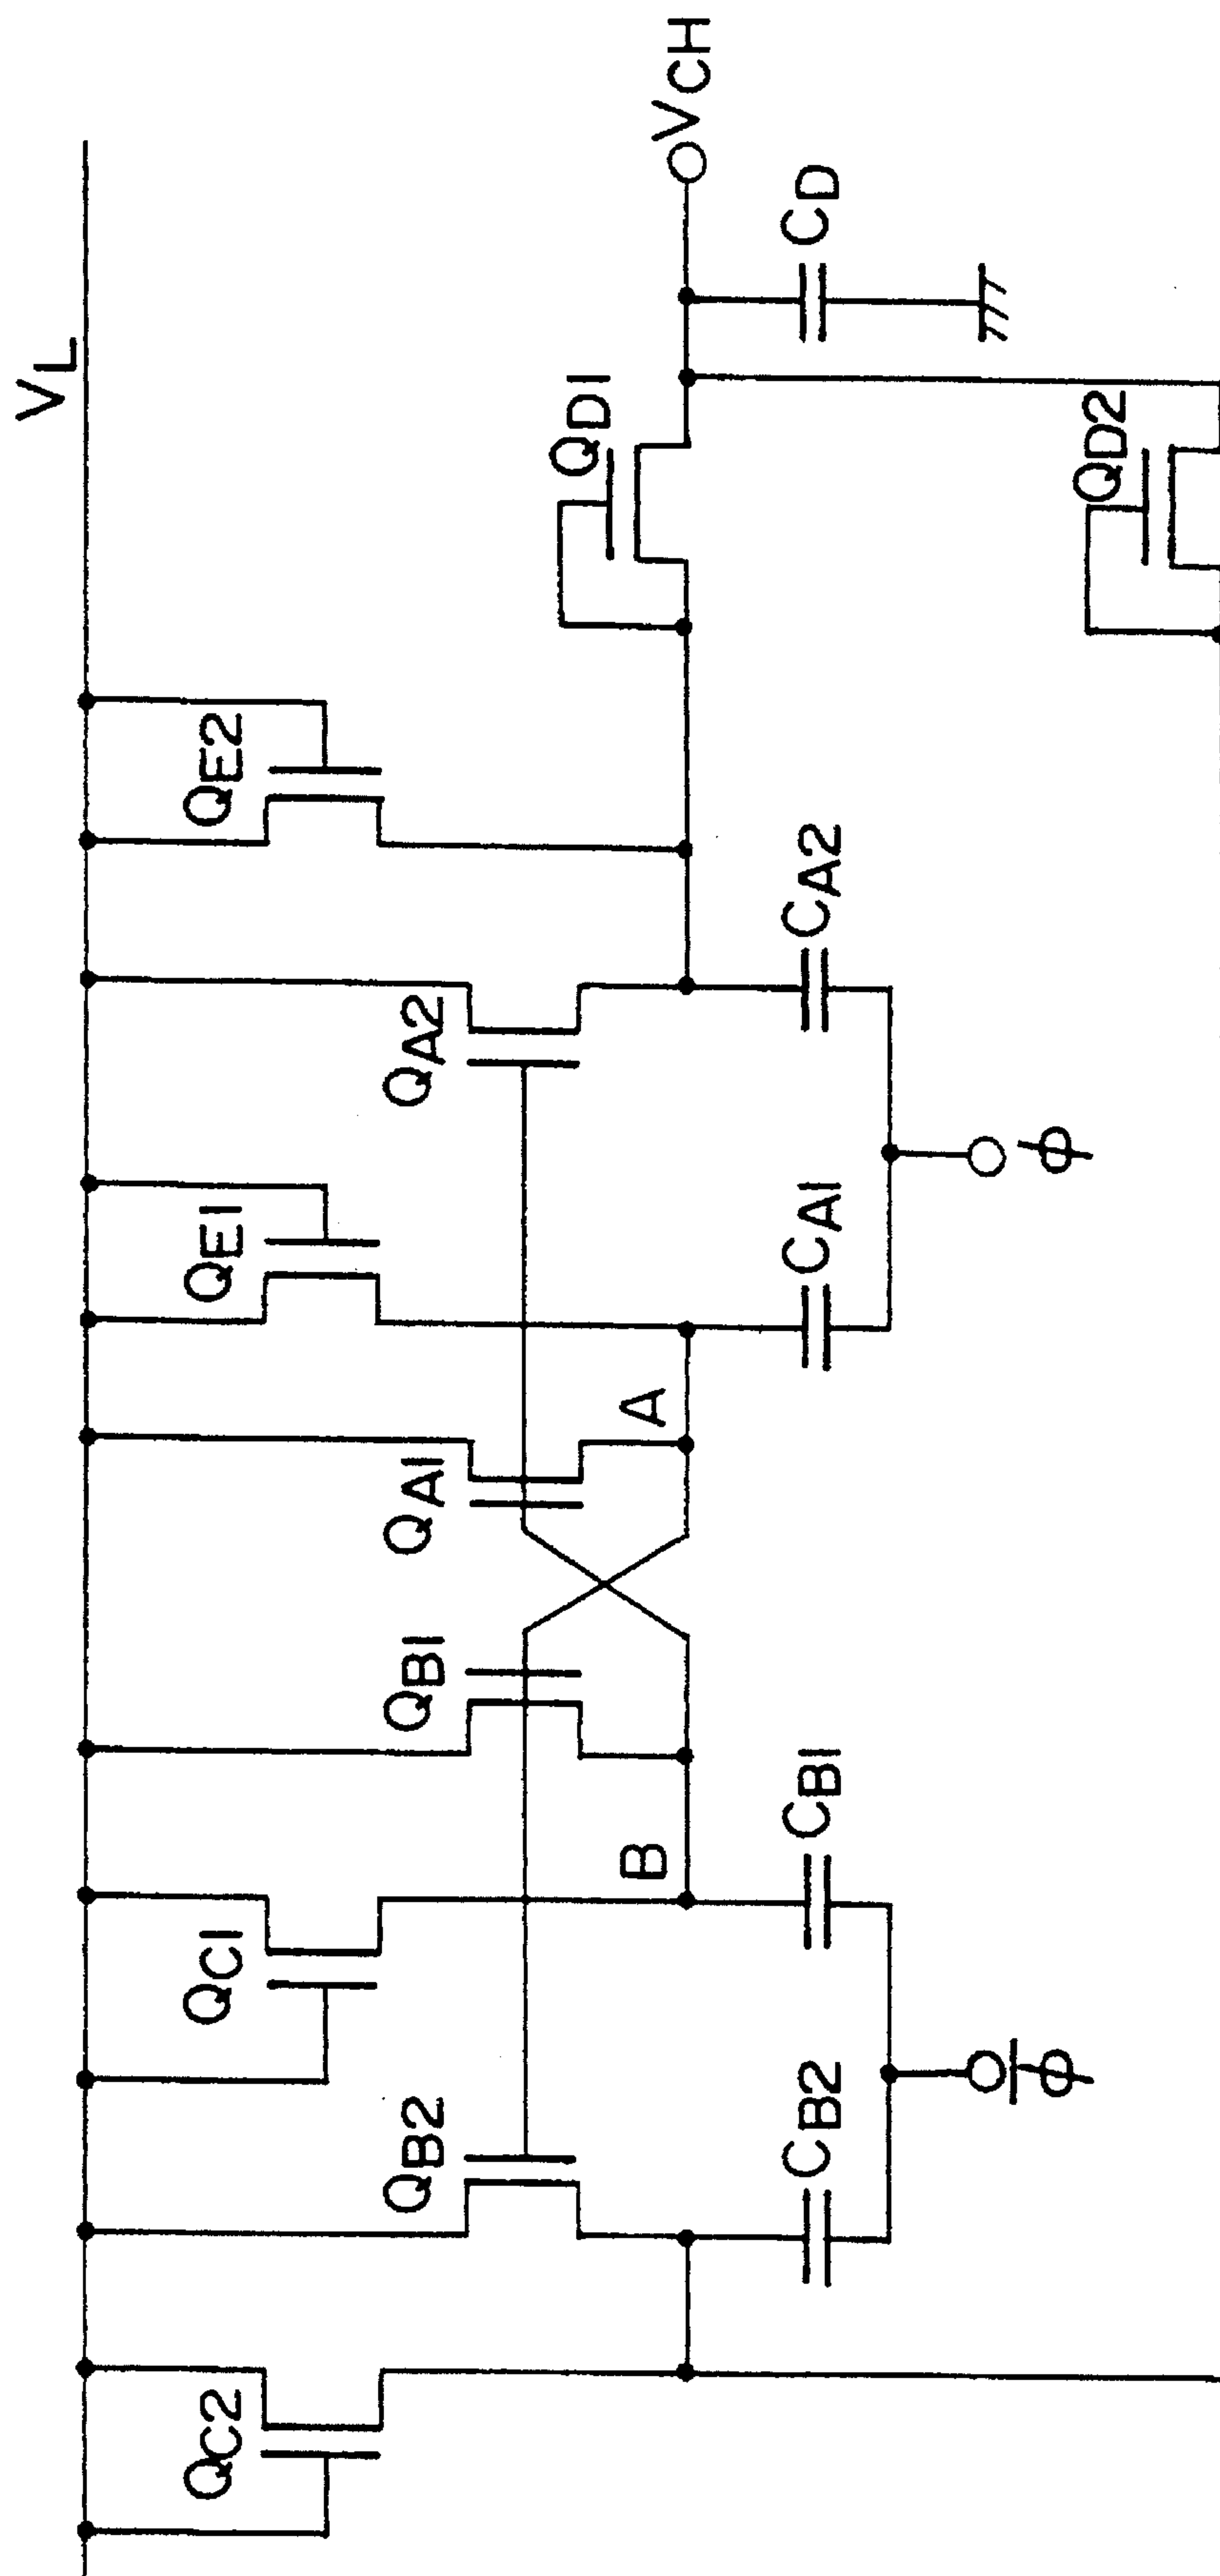 VL
QC2
QC1
QE1
QE2
QB2
QB1
QA1
QA2
QD1
B
A
VCH
CB2
CB1
CA1
CA2
CD
φ̅
φ
QD2